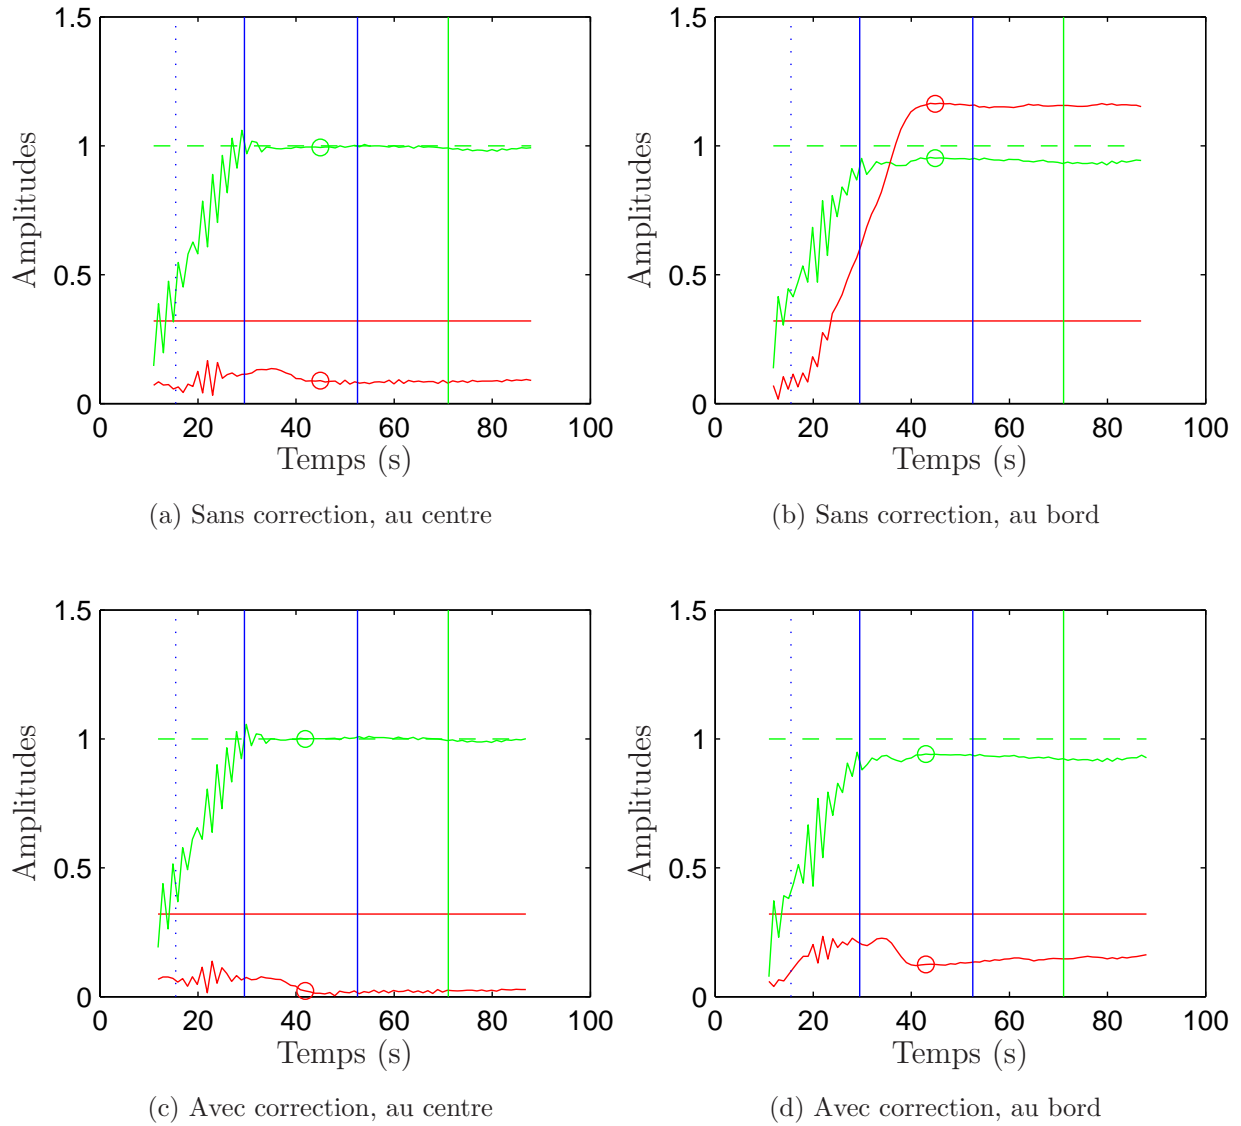 1.5
1
0.5
0
Amplitudes
0 20 40 60 80 100
Temps (s)
(a) Sans correction, au centre
1.5
1
0.5
0
Amplitudes
0 20 40 60 80 100
Temps (s)
(b) Sans correction, au bord
1.5
1
0.5
0
Amplitudes
0 20 40 60 80 100
Temps (s)
(c) Avec correction, au centre
1.5
1
0.5
0
Amplitudes
0 20 40 60 80 100
Temps (s)
(d) Avec correction, au bord